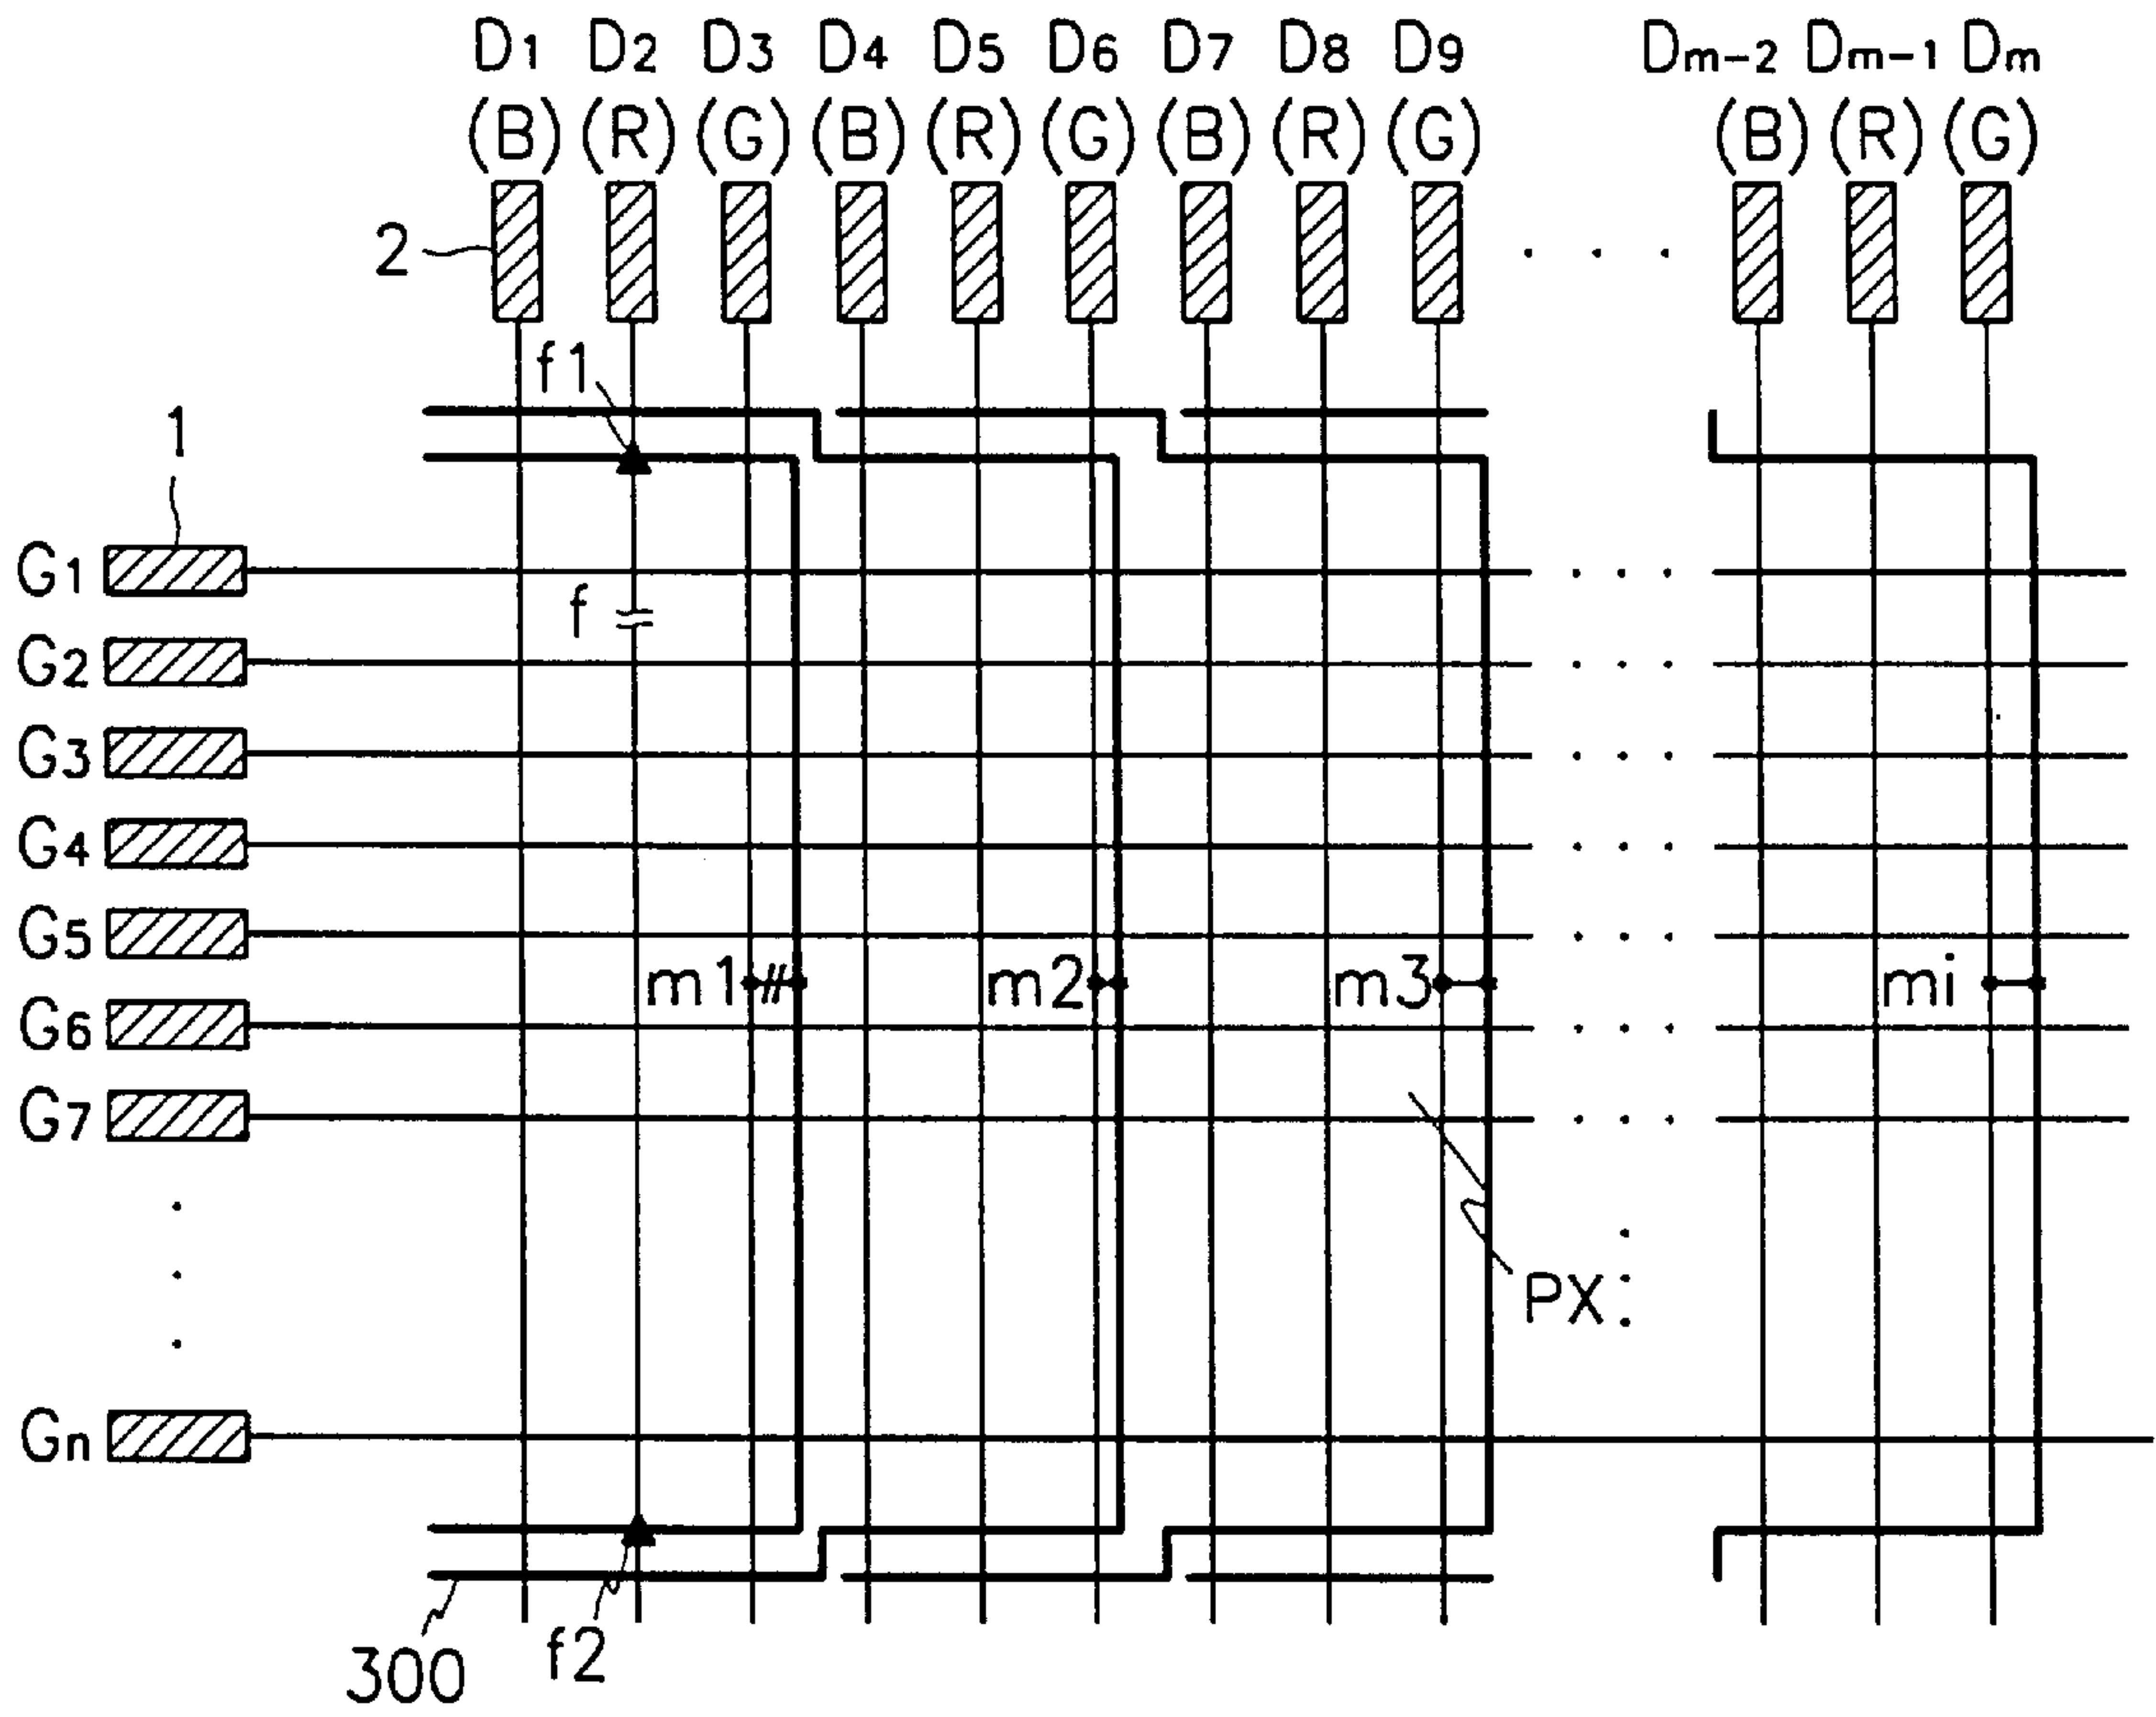 D1 D2 D3 D4 D5 D6 D7 D8 D9 Dm-2 Dm-1 Dm
(B) (R) (G) (B) (R) (G) (B) (R) (G) (B) (R) (G)
2
f1
1
G1
f
G2
G3
G4
G5
m1 m2 m3 mi
G6
G7
PX
Gn
300 f2